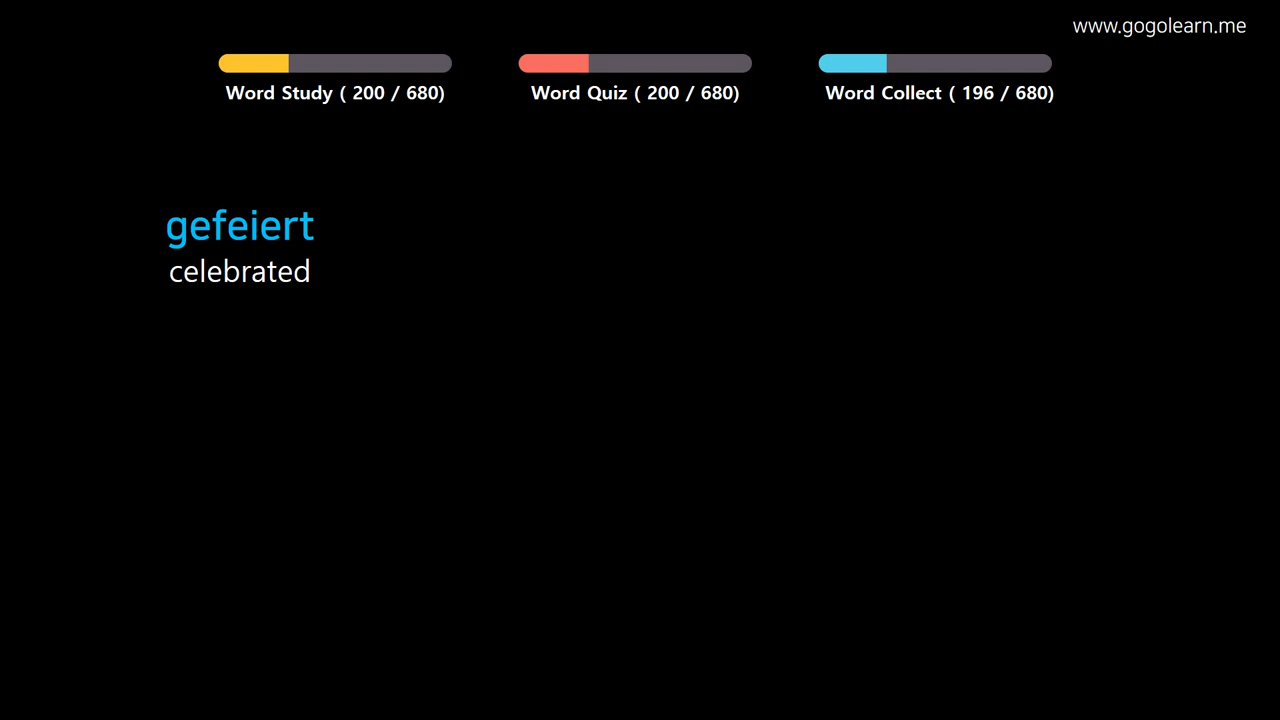 www.gogolearn.me
Word Study ( 200 / 680)
Word Quiz ( 200 / 680)
Word Collect ( 196 / 680)
gefeiert
celebrated